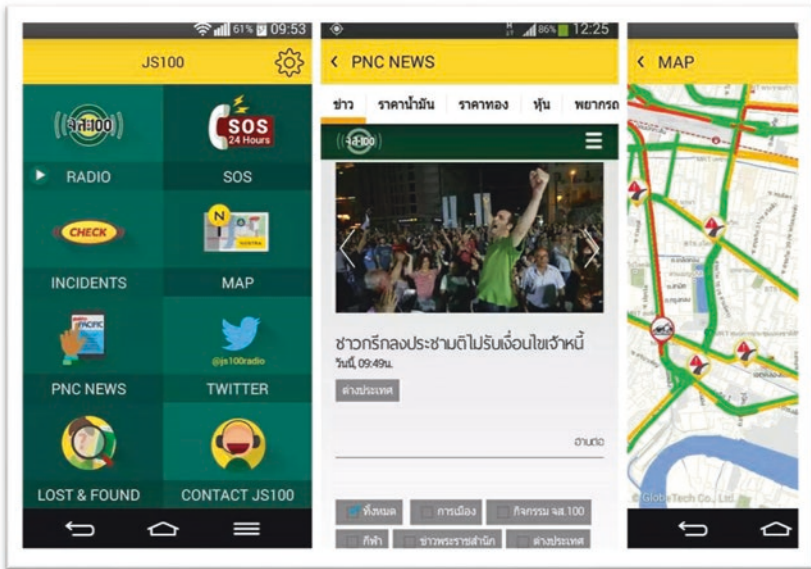 61% 09:53
JS100
จส.100
SOS
24 Hours
RADIO
SOS
CHECK
N
NOSTRA
INCIDENTS
MAP
PACIFIC
@js100radio
PNC NEWS
TWITTER
LOST & FOUND
CONTACT JS100
H 86% 12:25
PNC NEWS
ข่าว ราคาน้ำมัน ราคาทอง หุ้น พยากรณ
จส.100
ชาวกรีกลงประชามติไม่รับเงื่อนไขเจ้าหนี้
วันนี้, 09:49น.
ต่างประเทศ
อ่านต่อ
ทั้งหมด การเมือง กิจกรรม จส.100
กีฬา ข่าวพระราชสำนัก ต่างประเทศ
MAP
© GlobeTech Co., Ltd.